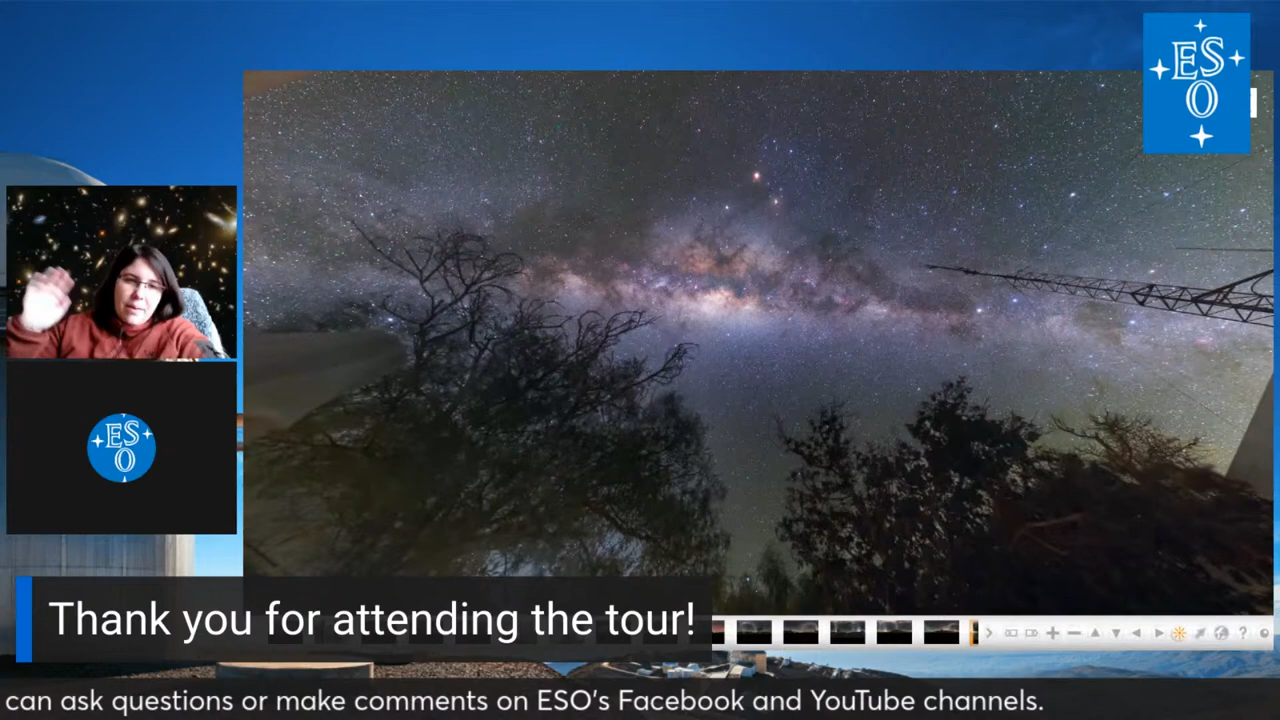 ESO
ESO
Thank you for attending the tour!
can ask questions or make comments on ESO's Facebook and YouTube channels.